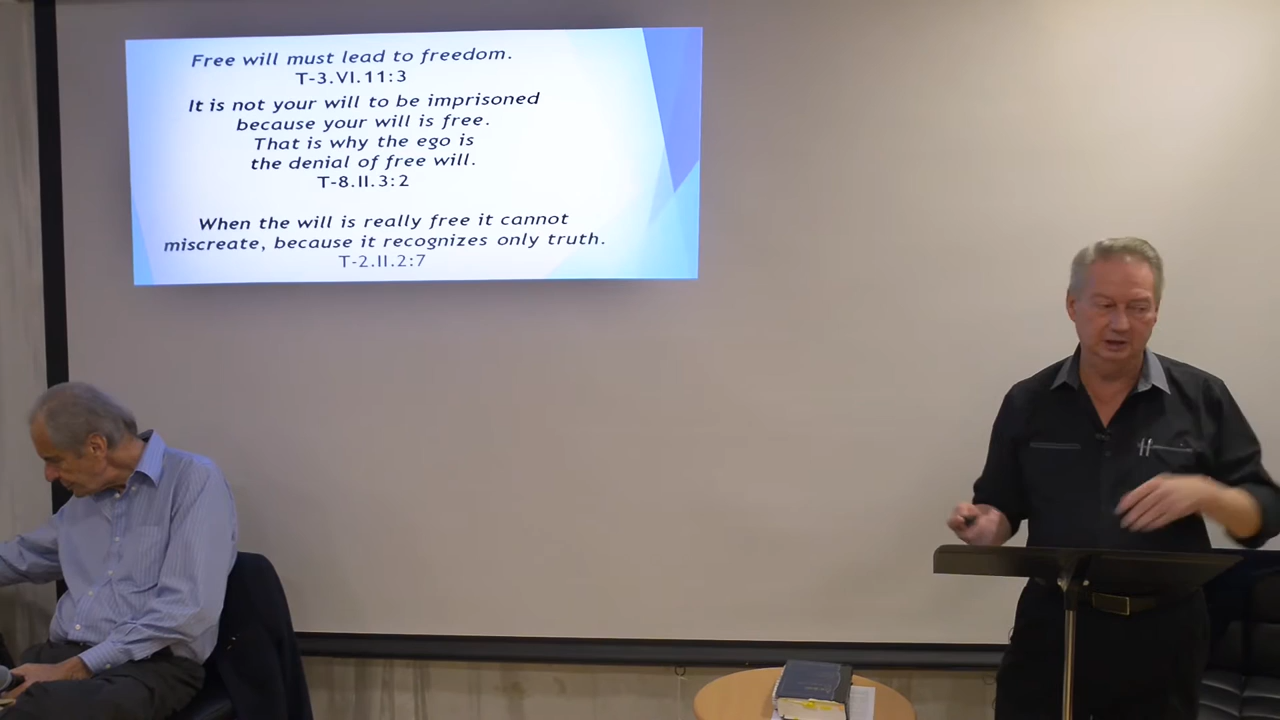 Free will must lead to freedom.
T-3.VI.11:3
It is not your will to be imprisoned
because your will is free.
That is why the ego is
the denial of free will.
T-8.II.3:2
When the will is really free it cannot
miscreate, because it recognizes only truth.
T-2.II.2:7